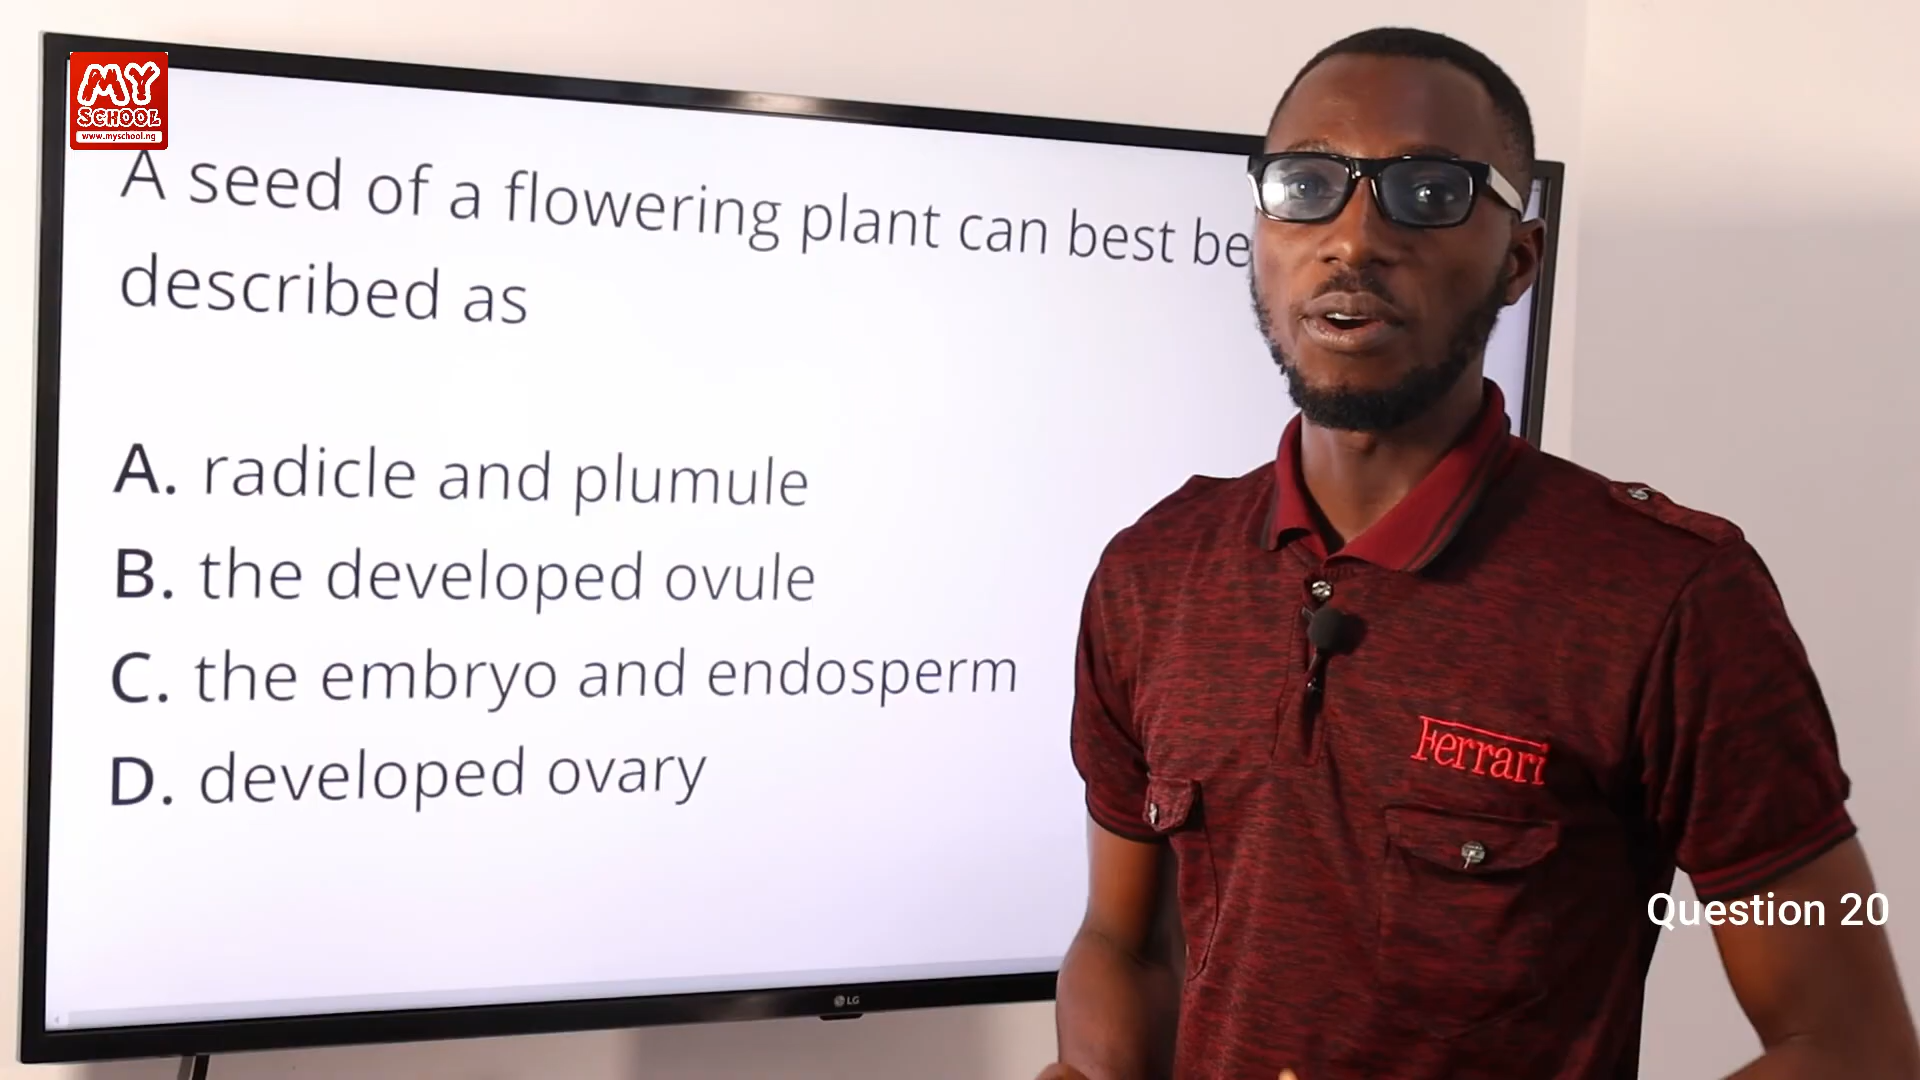 MY
SCHOOL
www.myschool.ng
A seed of a flowering plant can best be
described as
A. radicle and plumule
B. the developed ovule
C. the embryo and endosperm
D. developed ovary
Ferrari
Question 20
LG